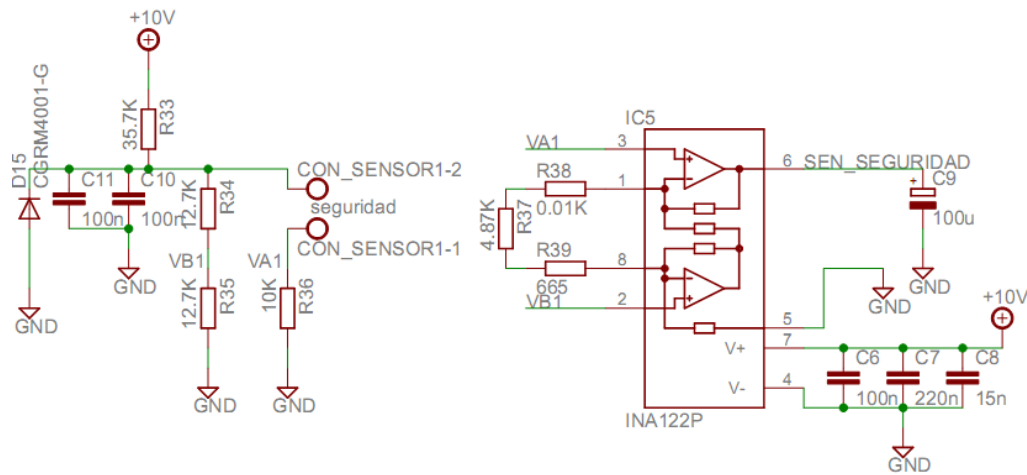 +10V
35.7K
R33
D15
CGRM4001-G
C11
100n
C10
100n
12.7K
R34
CON_SENSOR1-2
seguridad
CON_SENSOR1-1
VB1
12.7K
R35
VA1
10K
R36
GND
GND
GND
GND
IC5
VA1
3
R38
0.01K
1
4.87K
R37
R39
665
8
VB1
2
6
SEN_SEGURIDAD
+
C9
100u
GND
GND
5
+10V
V+
7
V-
4
C6
100n
C7
220n
C8
15n
GND
INA122P